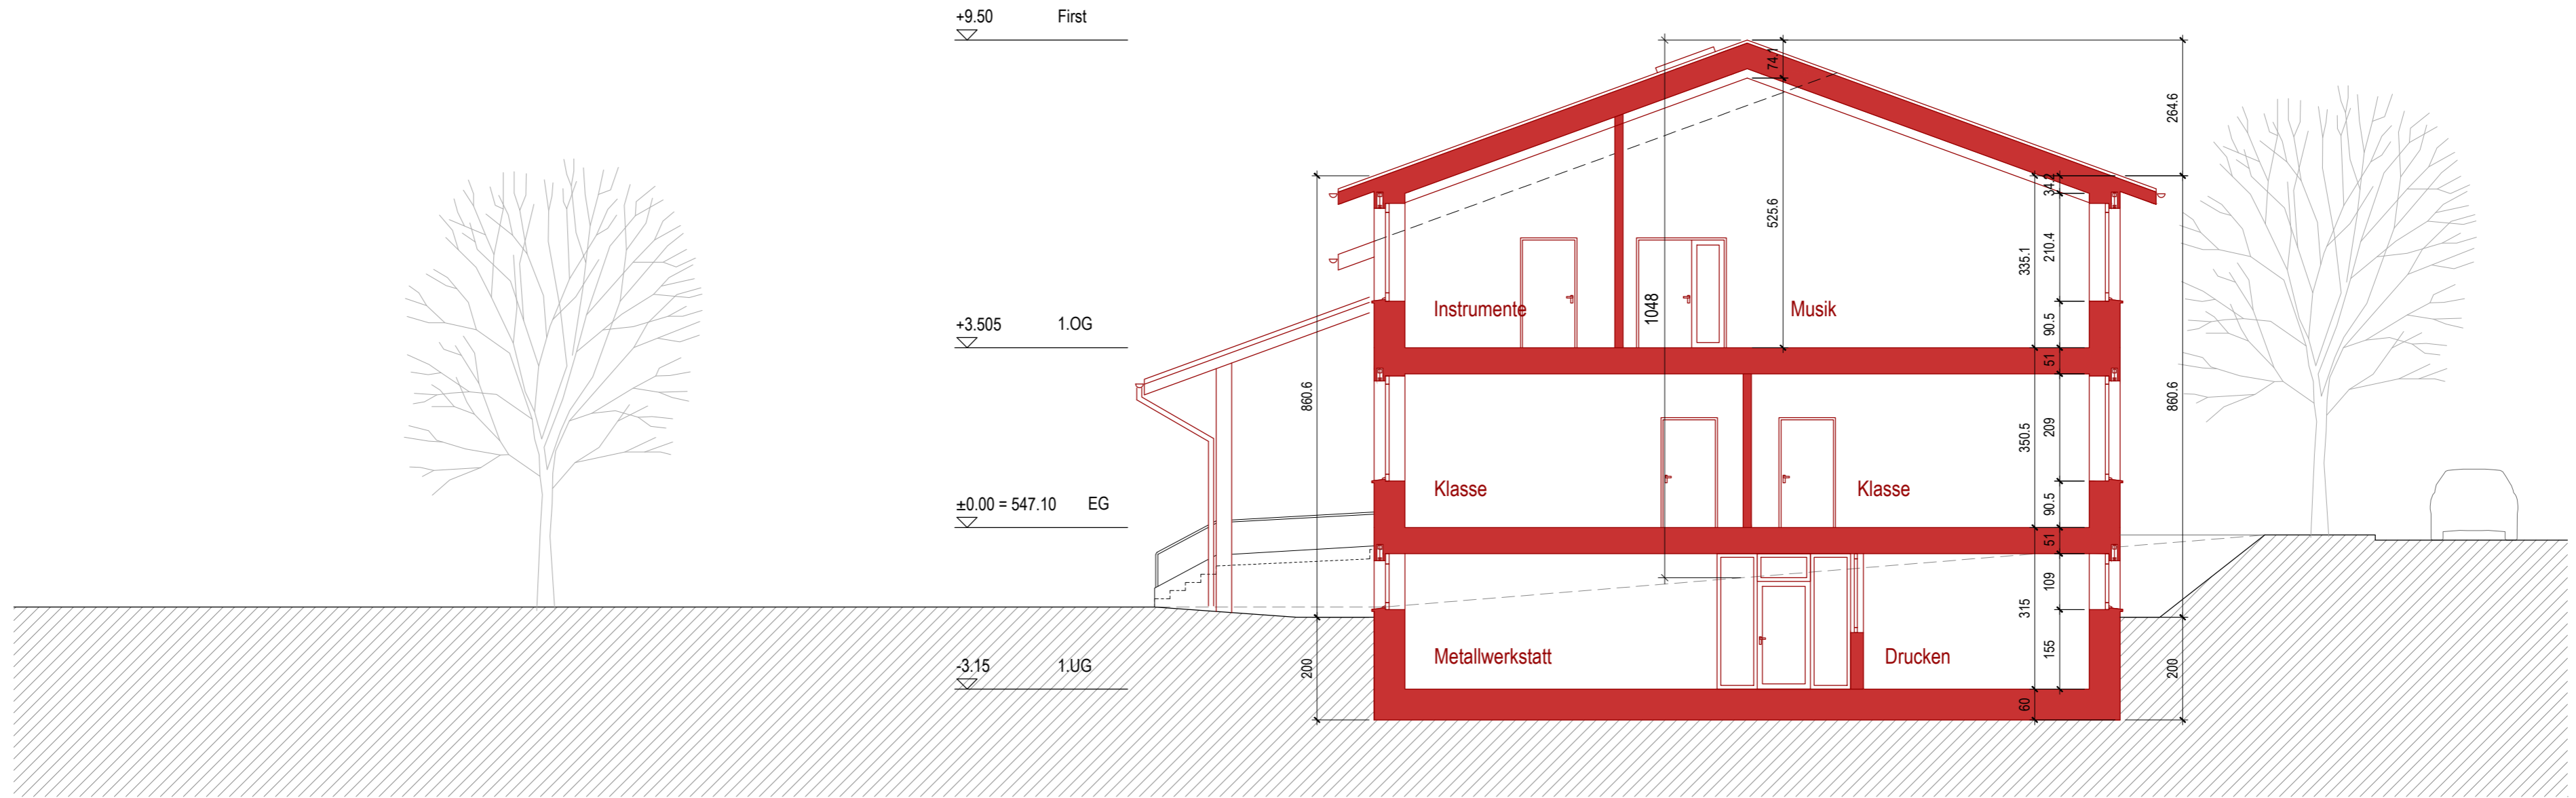 +9.50 First
74.1
264.6
34.2
525.6
210.4
335.1
+3.505 1.OG
Instrumente
1048
Musik
90.5
51
860.6
860.6
350.5
209
±0.00 = 547.10 EG
Klasse
Klasse
90.5
51
109
315
-3.15 1.UG
Metallwerkstatt
Drucken
155
200
200
60